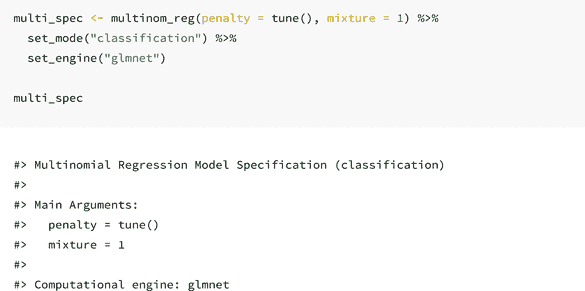 multi_spec <- multinom_reg(penalty = tune(), mixture = 1) %>%
  set_mode("classification") %>%
  set_engine("glmnet")

multi_spec

#> Multinomial Regression Model Specification (classification)
#>
#> Main Arguments:
#>   penalty = tune()
#>   mixture = 1
#>
#> Computational engine: glmnet